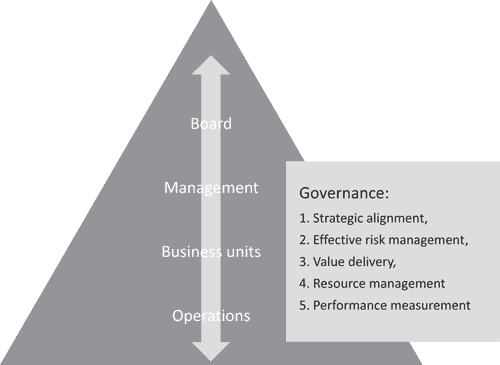 Board
Management
Business units
Operations
Governance:
1. Strategic alignment,
2. Effective risk management,
3. Value delivery,
4. Resource management
5. Performance measurement